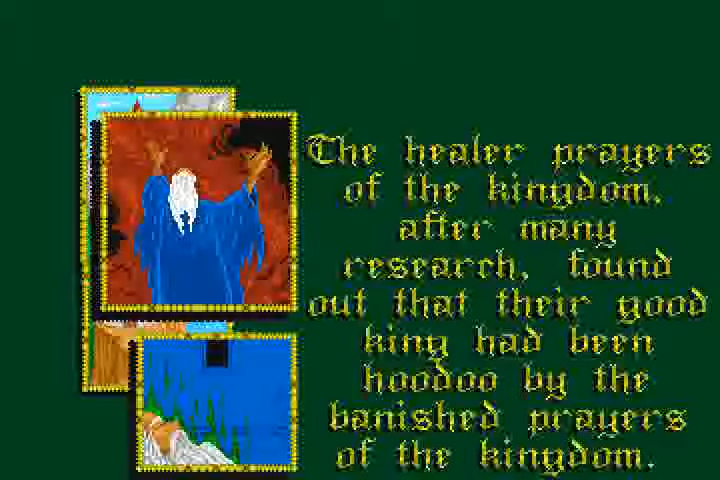 The healer prayers
of the kingdom,
after many
research, found
out that their good
king had been
hoodoo by the
banished prayers
of the kingdom.